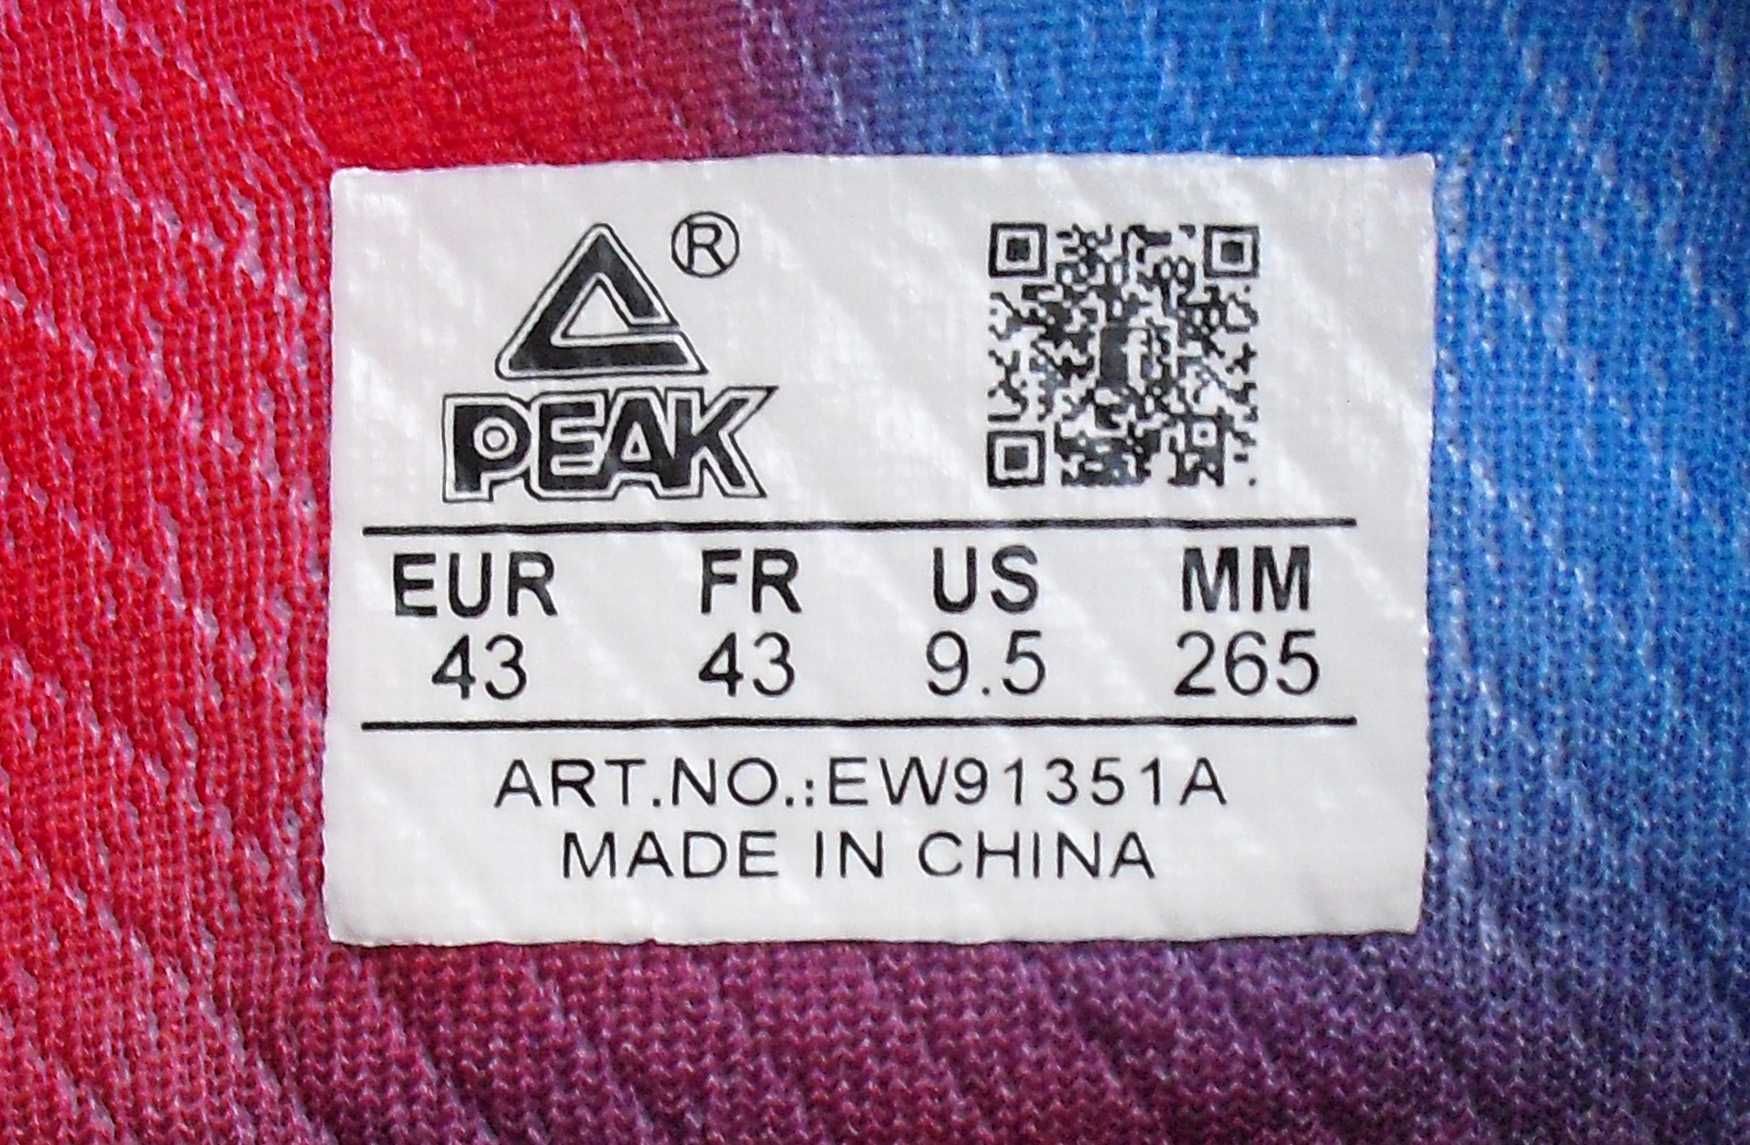 ®
PEAK
EUR FR US MM
43 43 9.5 265
ART.NO.:EW91351A
MADE IN CHINA